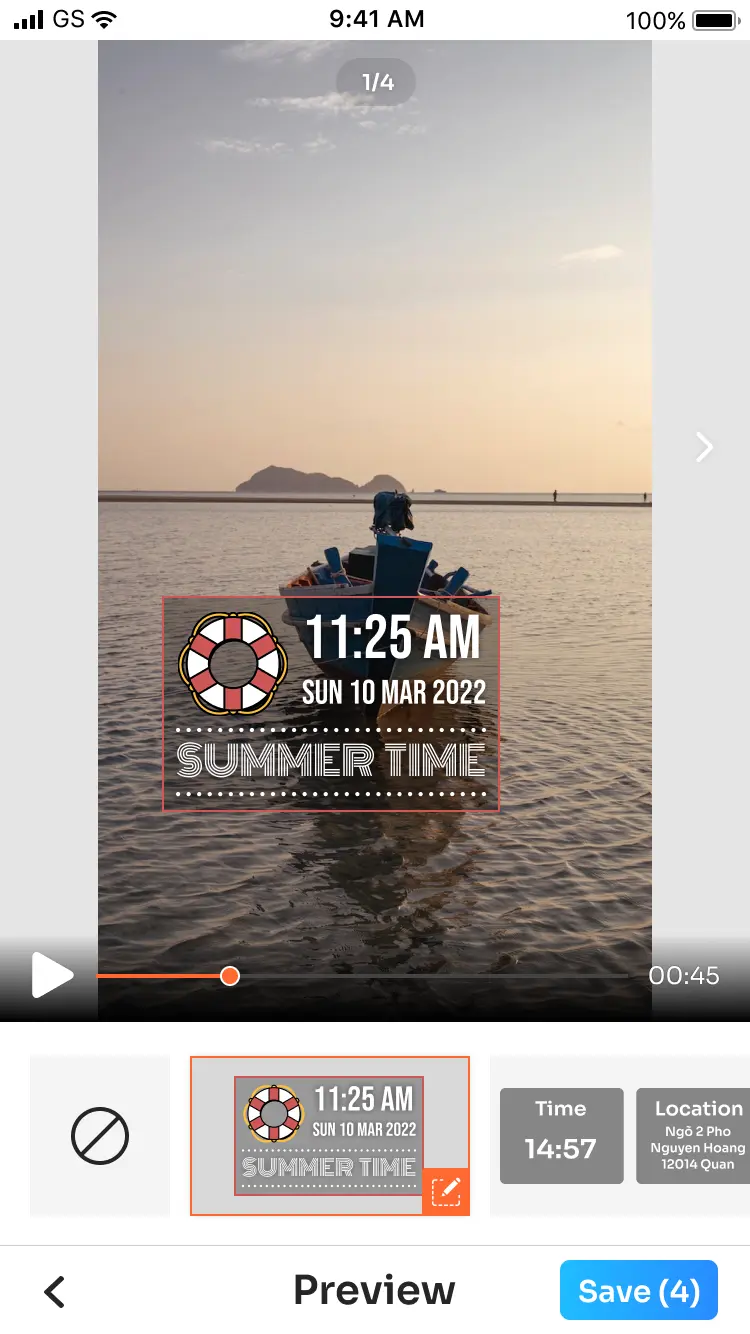 GS
9:41 AM
100%
1/4
11:25 AM
SUN 10 MAR 2022
SUMMER TIME
00:45
11:25 AM
SUN 10 MAR 2022
SUMMER TIME
Time
14:57
Location
Ngõ 2 Pho
Nguyen Hoang
12014 Quan
Preview
Save (4)